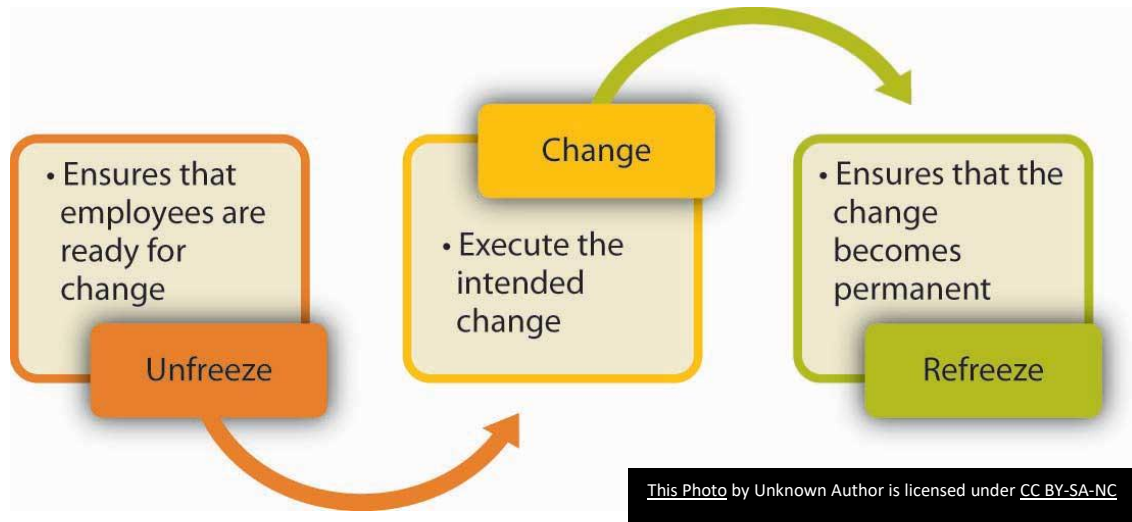 • Ensures that
employees are
ready for
change
Unfreeze
Change
• Execute the
intended
change
• Ensures that the
change
becomes
permanent
Refreeze
This Photo by Unknown Author is licensed under CC BY-SA-NC